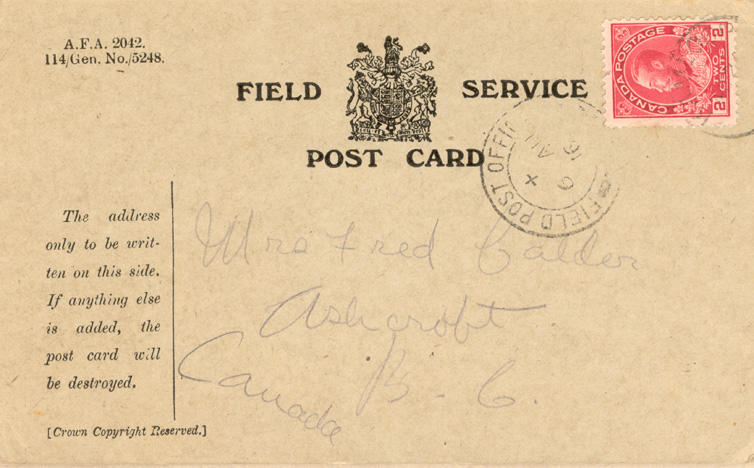 A.F.A. 2042.
114/Gen. No./5248.
FIELD SERVICE
POST CARD
CANADA POSTAGE
2 TWO 2
CENTS
FIELD POST OFFI
The address
only to be writ-
ten on this side.
If anything else
is added, the
post card will
be destroyed.
[Crown Copyright Reserved.]
Mrs Fred Calder
Ashcroft
B. C.
Canada